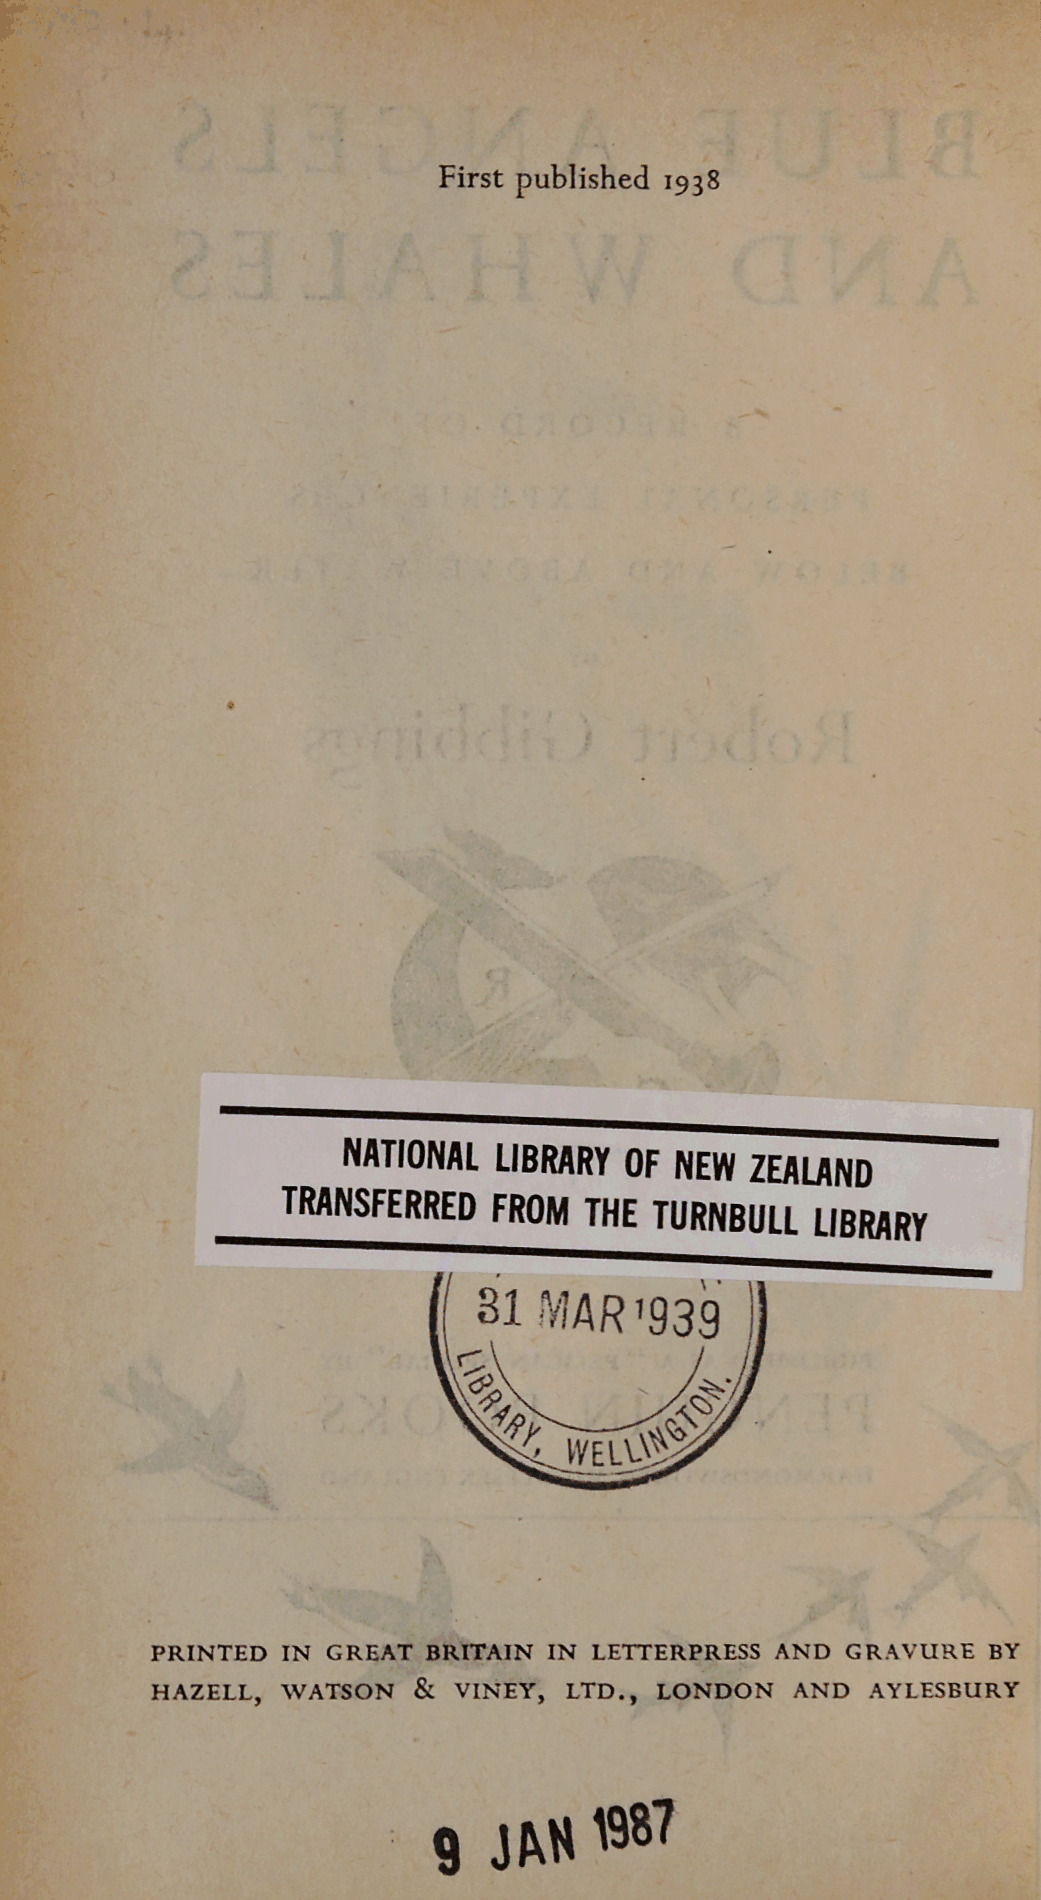 First published 1938
NATIONAL LIBRARY OF NEW ZEALAND
TRANSFERRED FROM THE TURNBULL LIBRARY
31 MAR 1939
LIBRARY, WELLINGTON.
PRINTED IN GREAT BRITAIN IN LETTERPRESS AND GRAVURE BY
HAZELL, WATSON & VINEY, LTD., LONDON AND AYLESBURY
9 JAN 1987